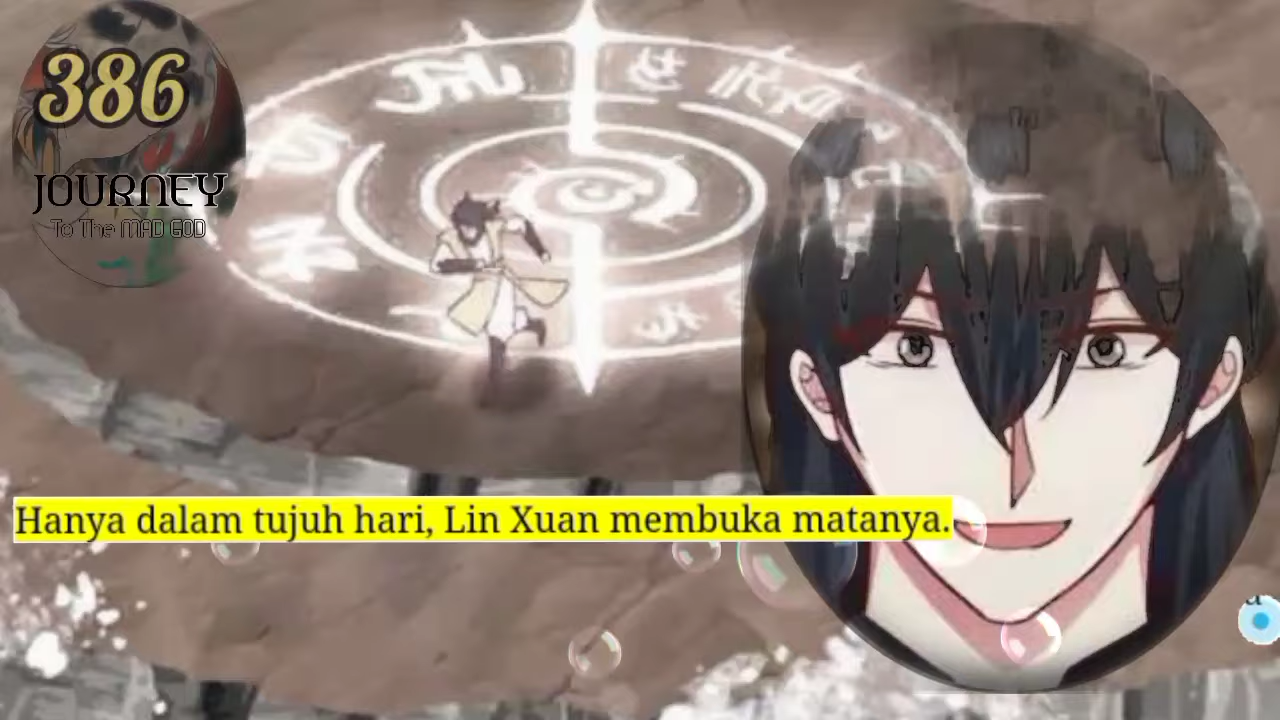 386
JOURNEY
To The MAD GOD
Hanya dalam tujuh hari, Lin Xuan membuka matanya.